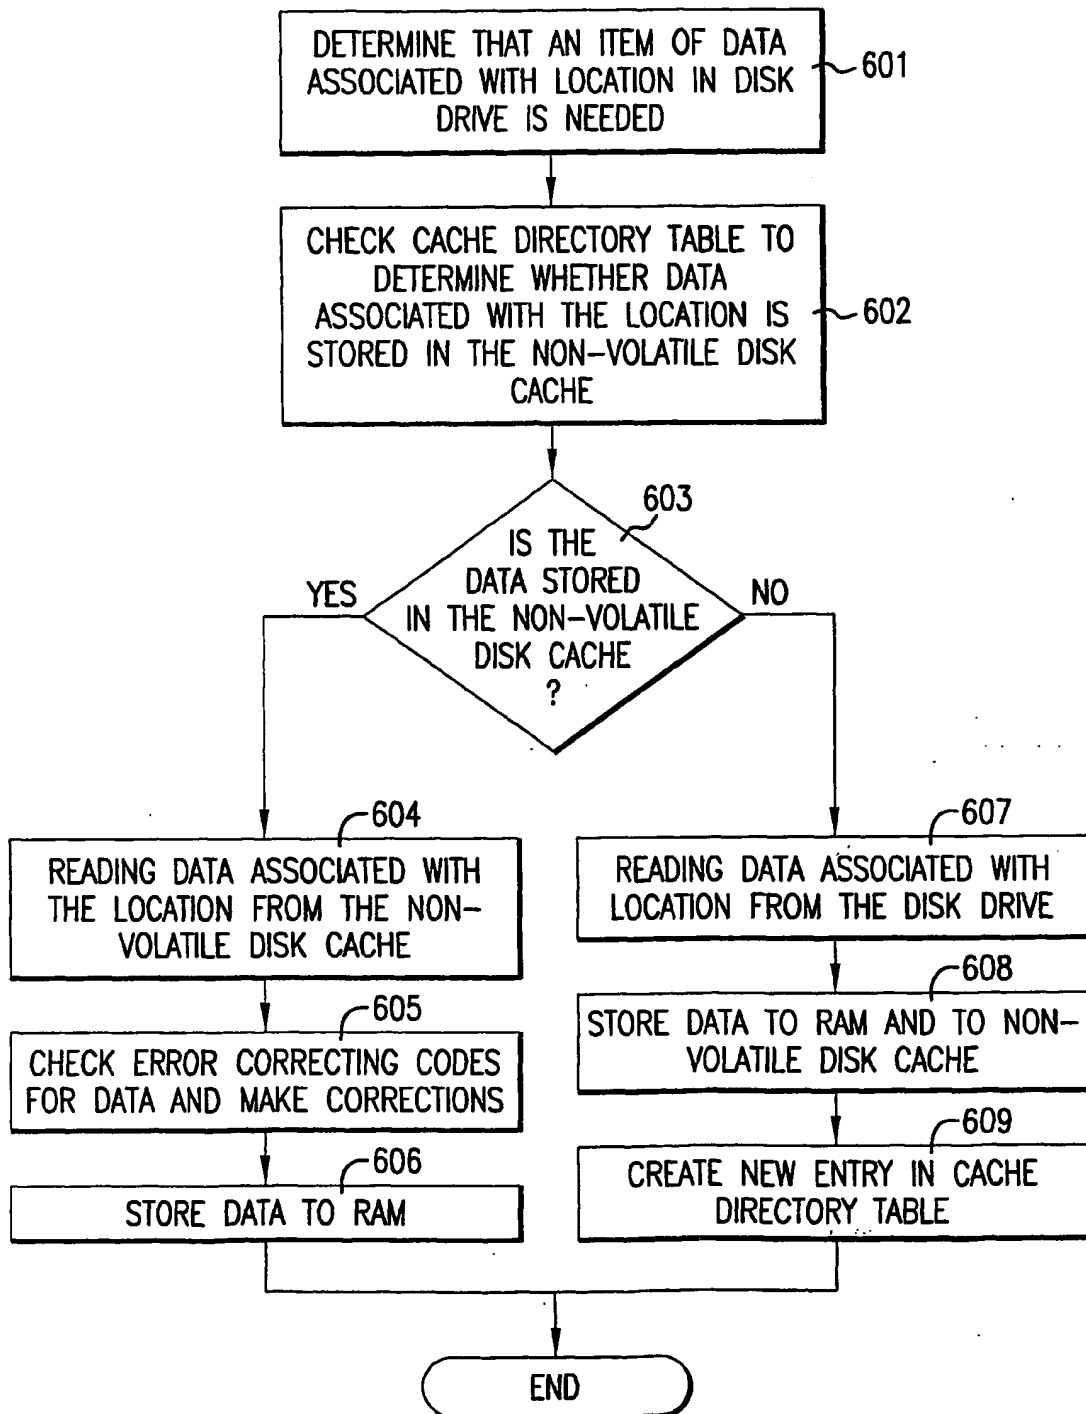 DETERMINE THAT AN ITEM OF DATA
ASSOCIATED WITH LOCATION IN DISK
DRIVE IS NEEDED
601
CHECK CACHE DIRECTORY TABLE TO
DETERMINE WHETHER DATA
ASSOCIATED WITH THE LOCATION IS
STORED IN THE NON-VOLATILE DISK
CACHE
602
603
IS THE
DATA STORED
IN THE NON-VOLATILE
DISK CACHE
?
YES
NO
604
READING DATA ASSOCIATED WITH
THE LOCATION FROM THE NON-
VOLATILE DISK CACHE
605
CHECK ERROR CORRECTING CODES
FOR DATA AND MAKE CORRECTIONS
606
STORE DATA TO RAM
607
READING DATA ASSOCIATED WITH
LOCATION FROM THE DISK DRIVE
608
STORE DATA TO RAM AND TO NON-
VOLATILE DISK CACHE
609
CREATE NEW ENTRY IN CACHE
DIRECTORY TABLE
END